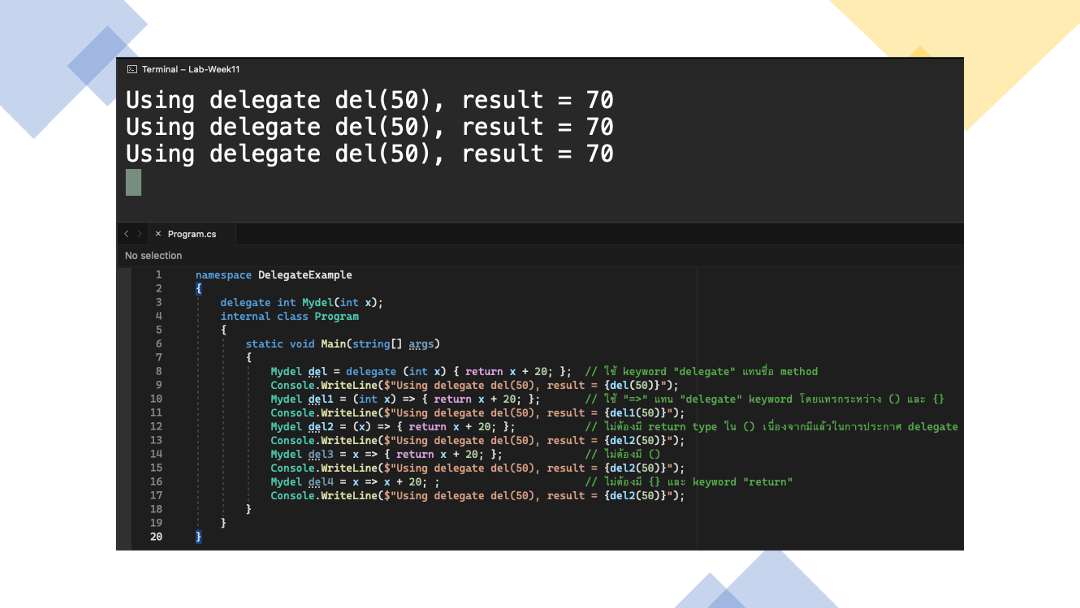 Terminal – Lab-Week11
Using delegate del(50), result = 70
Using delegate del(50), result = 70
Using delegate del(50), result = 70
Program.cs
No selection
1 namespace DelegateExample
2 {
3 delegate int Mydel(int x);
4 internal class Program
5 {
6 static void Main(string[] args)
7 {
8 Mydel del = delegate (int x) { return x + 20; }; // ใช้ keyword "delegate" แทนชื่อ method
9 Console.WriteLine($"Using delegate del(50), result = {del(50)}");
10 Mydel del1 = (int x) => { return x + 20; }; // ใช้ "=>" แทน "delegate" keyword โดยแทรกระหว่าง () และ {}
11 Console.WriteLine($"Using delegate del(50), result = {del1(50)}");
12 Mydel del2 = (x) => { return x + 20; }; // ไม่ต้องมี return type ใน () เนื่องจากมีแล้วในการประกาศ delegate
13 Console.WriteLine($"Using delegate del(50), result = {del2(50)}");
14 Mydel del3 = x => { return x + 20; }; // ไม่ต้องมี ()
15 Console.WriteLine($"Using delegate del(50), result = {del2(50)}");
16 Mydel del4 = x => x + 20; ; // ไม่ต้องมี {} และ keyword "return"
17 Console.WriteLine($"Using delegate del(50), result = {del2(50)}");
18 }
19 }
20 }